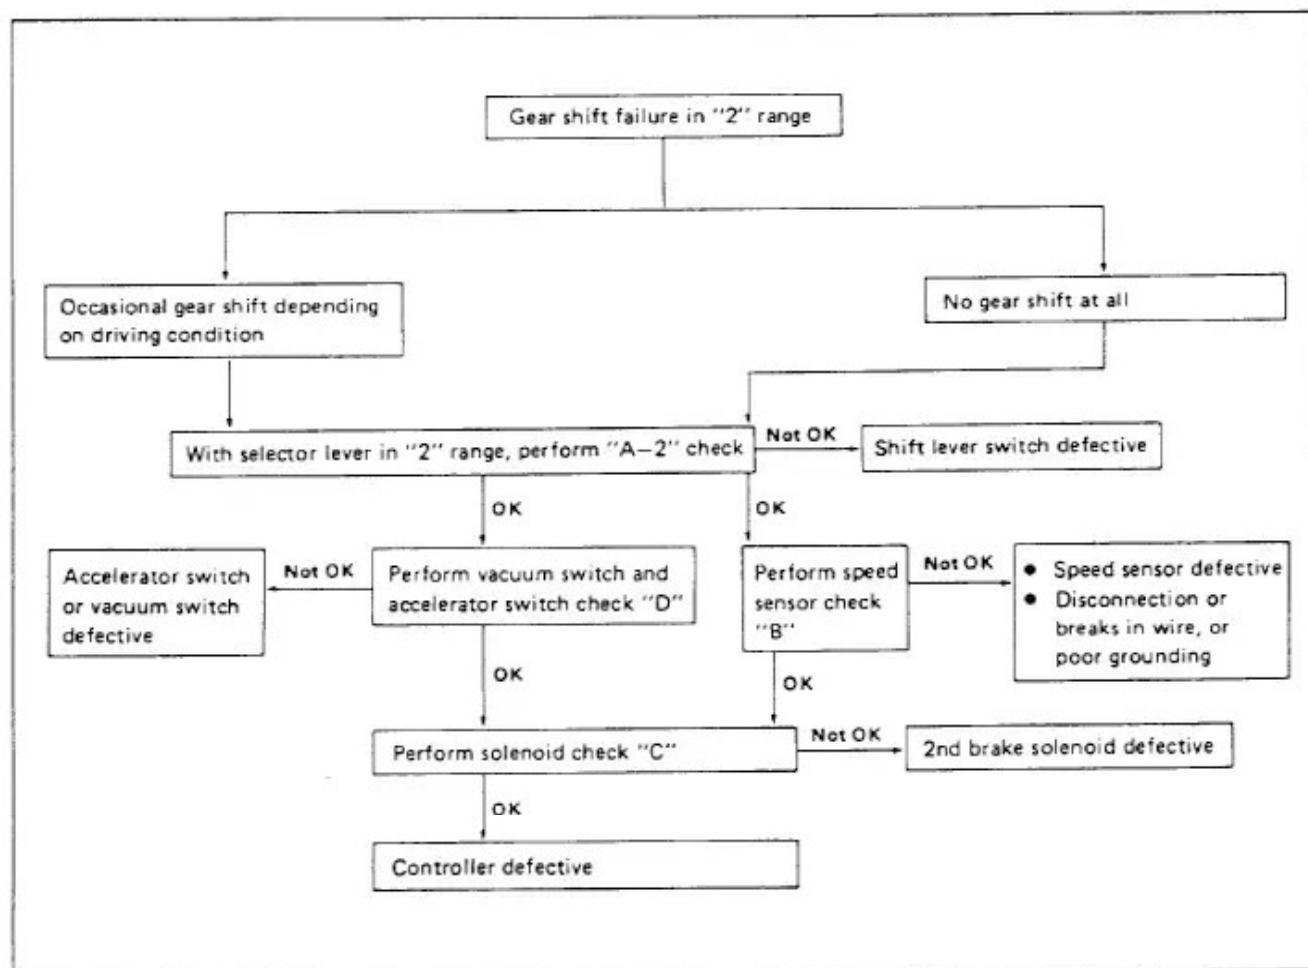 Gear shift failure in "2" range
Occasional gear shift depending
on driving condition
No gear shift at all
With selector lever in "2" range, perform "A-2" check
Not OK
Shift lever switch defective
OK
OK
Accelerator switch
or vacuum switch
defective
Not OK
Perform vacuum switch and
accelerator switch check "D"
Perform speed
sensor check
"B"
Not OK
● Speed sensor defective
● Disconnection or
breaks in wire, or
poor grounding
OK
OK
Perform solenoid check "C"
Not OK
2nd brake solenoid defective
OK
Controller defective